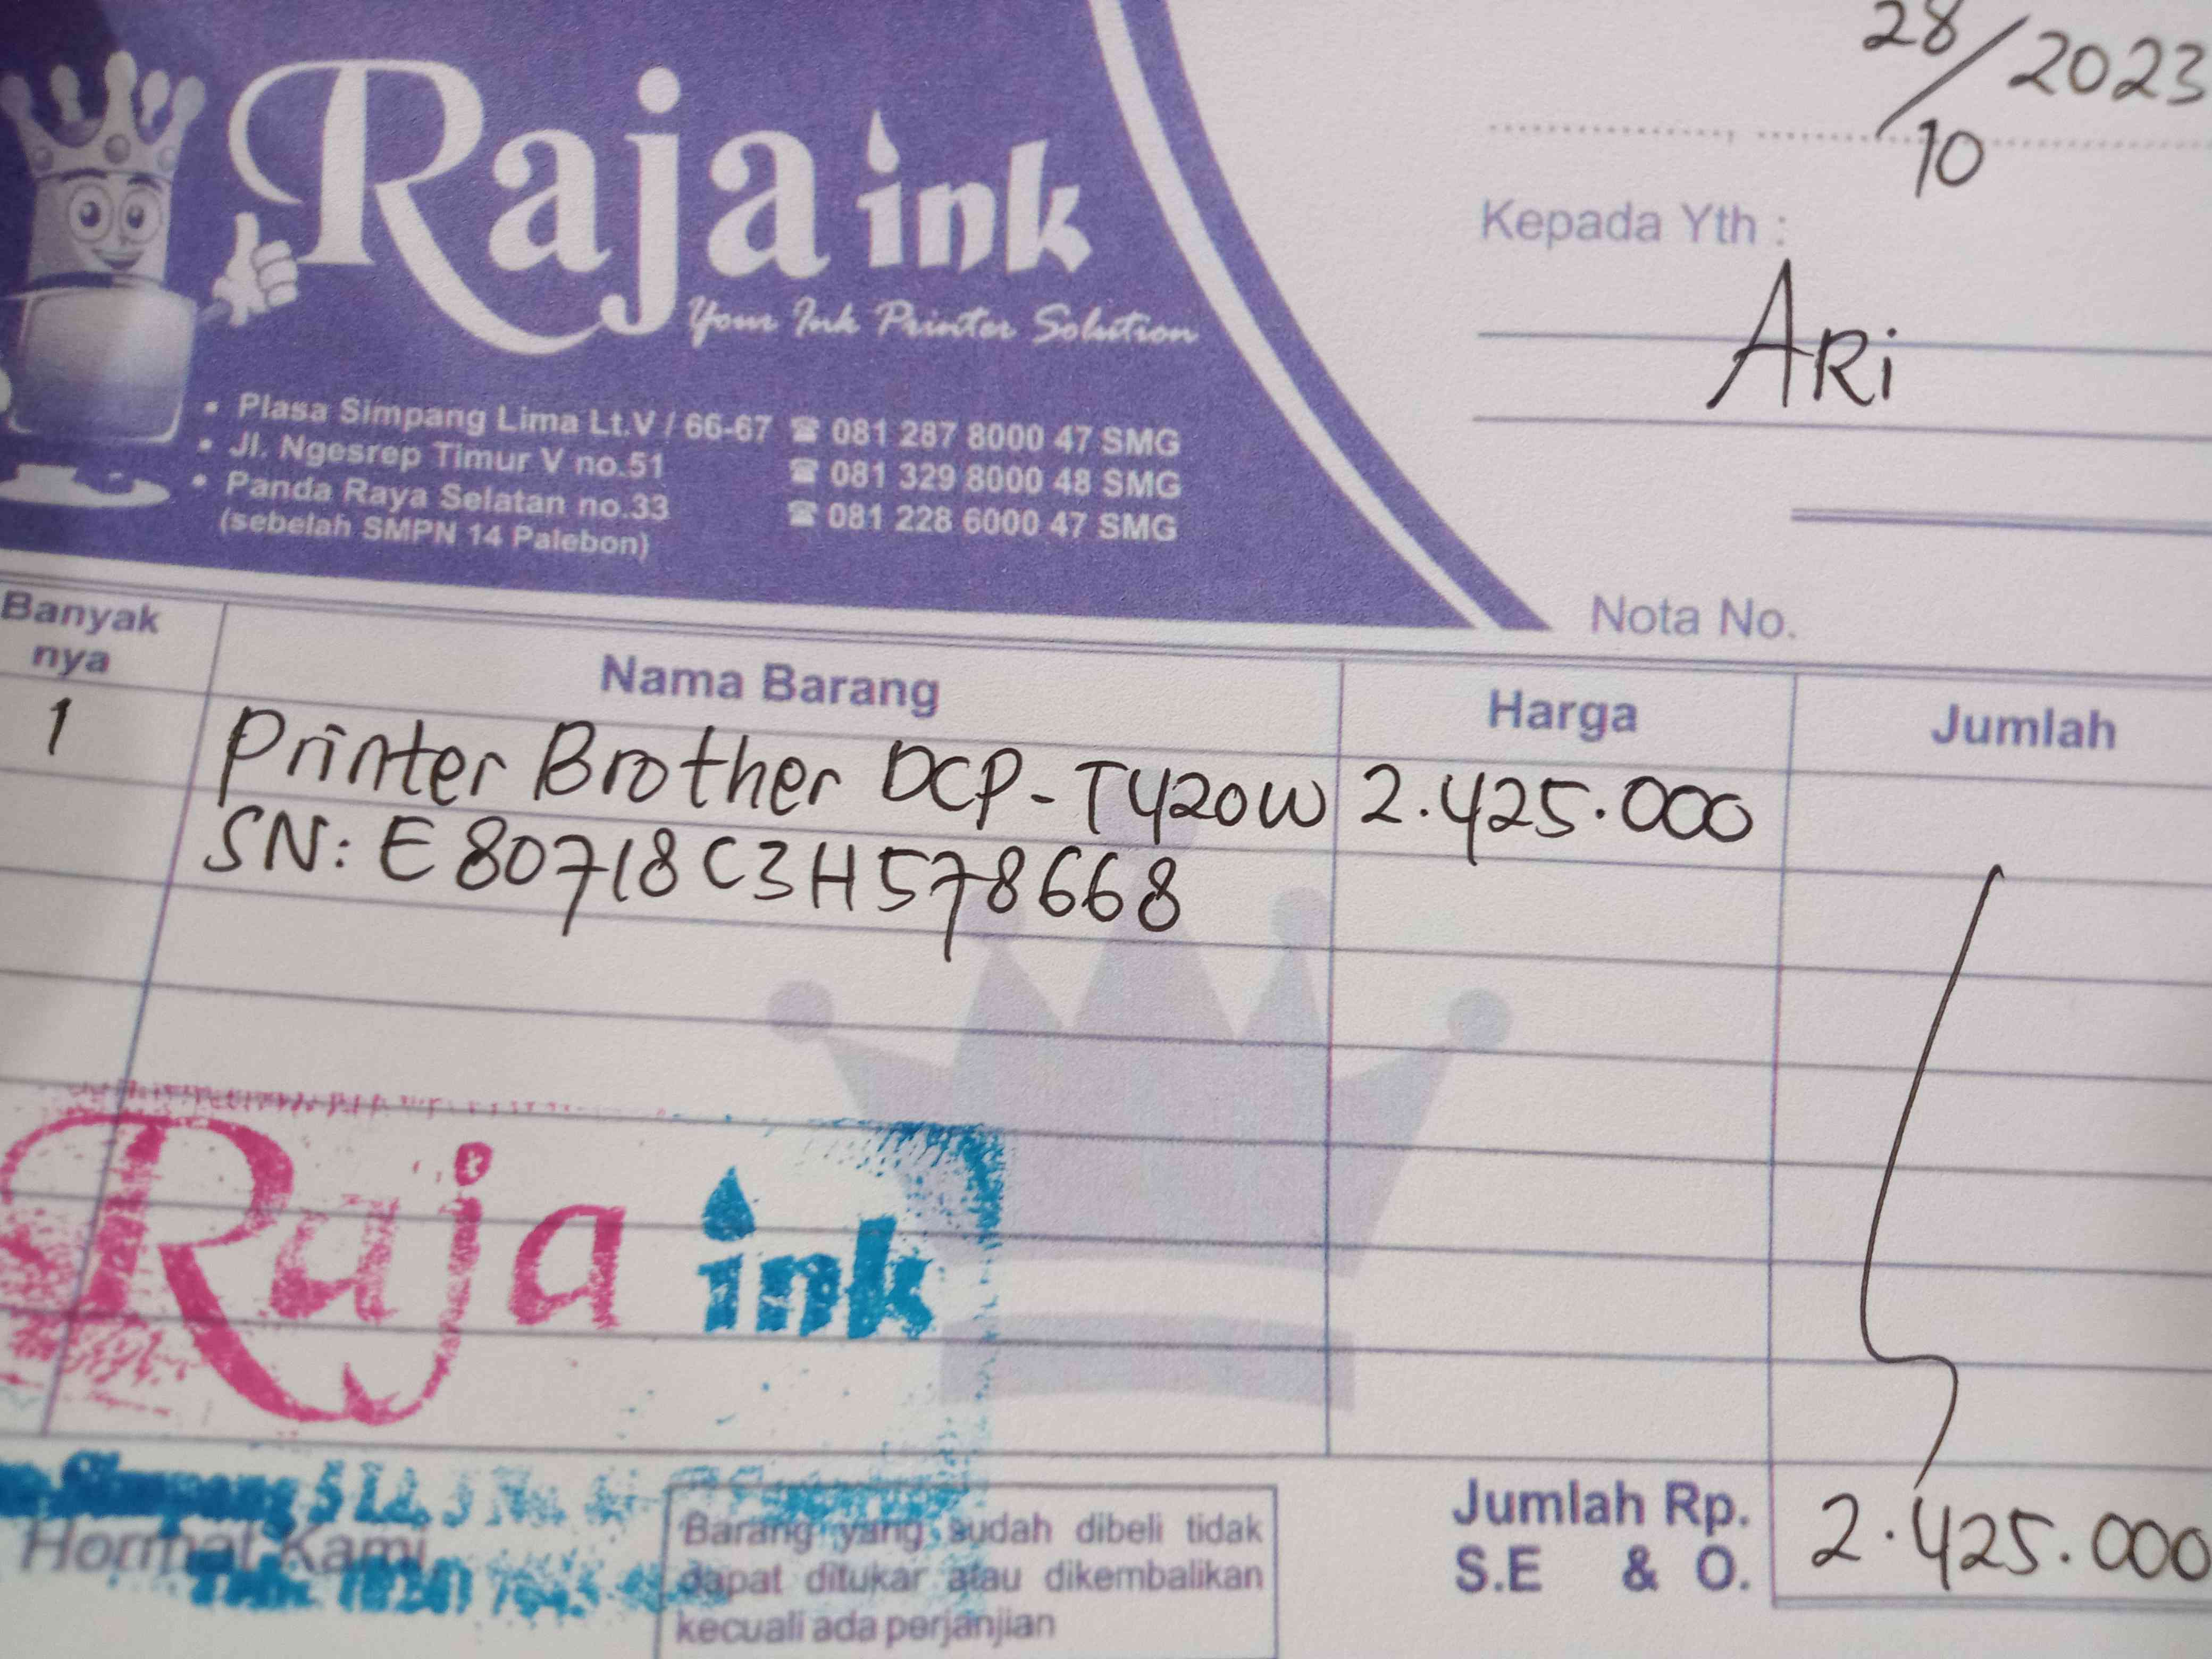 28/10/2023
Raja ink
Your Ink Printer Solution
• Plasa Simpang Lima Lt.V / 66-67 ☎ 081 287 8000 47 SMG
• Jl. Ngesrep Timur V no.51 ☎ 081 329 8000 48 SMG
• Panda Raya Selatan no.33 ☎ 081 228 6000 47 SMG
(sebelah SMPN 14 Palebon)
Kepada Yth :
ARi
Nota No.
Banyak
nya
Nama Barang
Harga
Jumlah
1 Printer Brother DCP-T420W 2.425.000
SN: E80718C3H578668
Raja ink
Simpang 5 Lt.
Hormat Kami,
Barang yang sudah dibeli tidak
dapat ditukar atau dikembalikan
kecuali ada perjanjian
Jumlah Rp.
S.E & O.
2.425.000